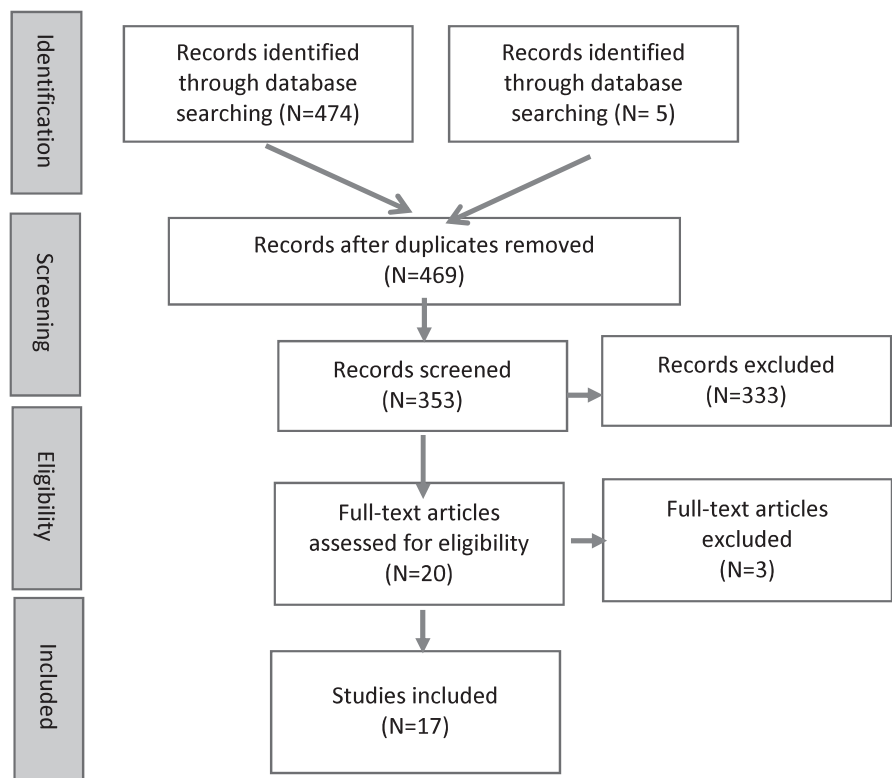 Identification
Records identified
through database
searching (N=474)
Records identified
through database
searching (N= 5)
Screening
Records after duplicates removed
(N=469)
Records screened
(N=353)
Records excluded
(N=333)
Eligibility
Full-text articles
assessed for eligibility
(N=20)
Full-text articles
excluded
(N=3)
Included
Studies included
(N=17)